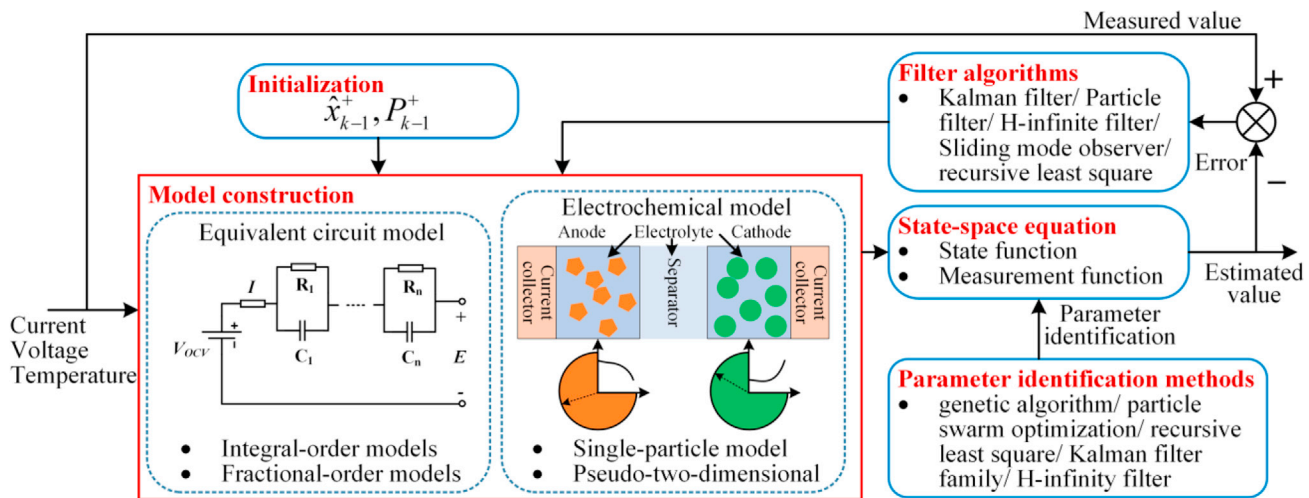 Measured value
Initialization
x̂⁺ₖ₋₁, P⁺ₖ₋₁
Filter algorithms
• Kalman filter/ Particle
filter/ H-infinite filter/
Sliding mode observer/
recursive least square
+
Error
−
Model construction
Equivalent circuit model
I
R₁
Rₙ
C₁
Cₙ
V_OCV
+
-
+
E
-
• Integral-order models
• Fractional-order models
Electrochemical model
Anode
Electrolyte
Cathode
Current
collector
Separator
Current
collector
• Single-particle model
• Pseudo-two-dimensional
State-space equation
• State function
• Measurement function
Estimated
value
Current
Voltage
Temperature
Parameter
identification
Parameter identification methods
• genetic algorithm/ particle
swarm optimization/ recursive
least square/ Kalman filter
family/ H-infinity filter